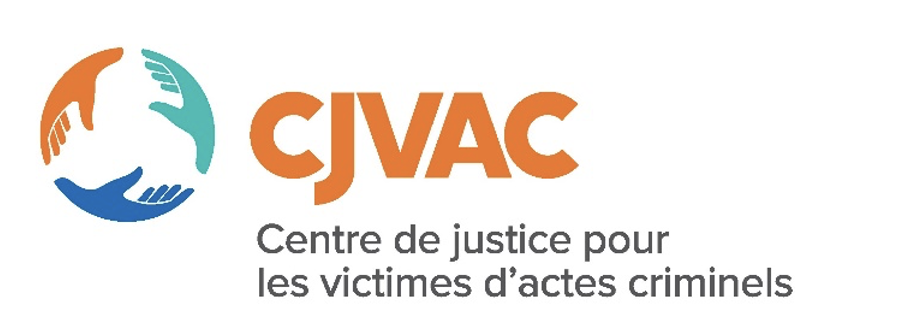 CJVAC
Centre de justice pour
les victimes d'actes criminels